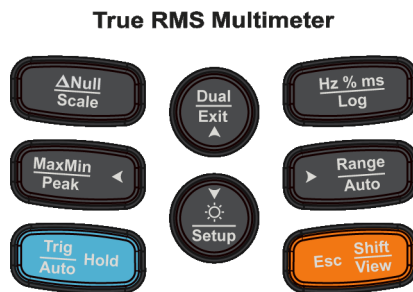 True RMS Multimeter
ΔNull
Scale
Dual
Exit
Hz % ms
Log
MaxMin
Peak
Setup
Range
Auto
Trig
Auto Hold
Esc Shift
View